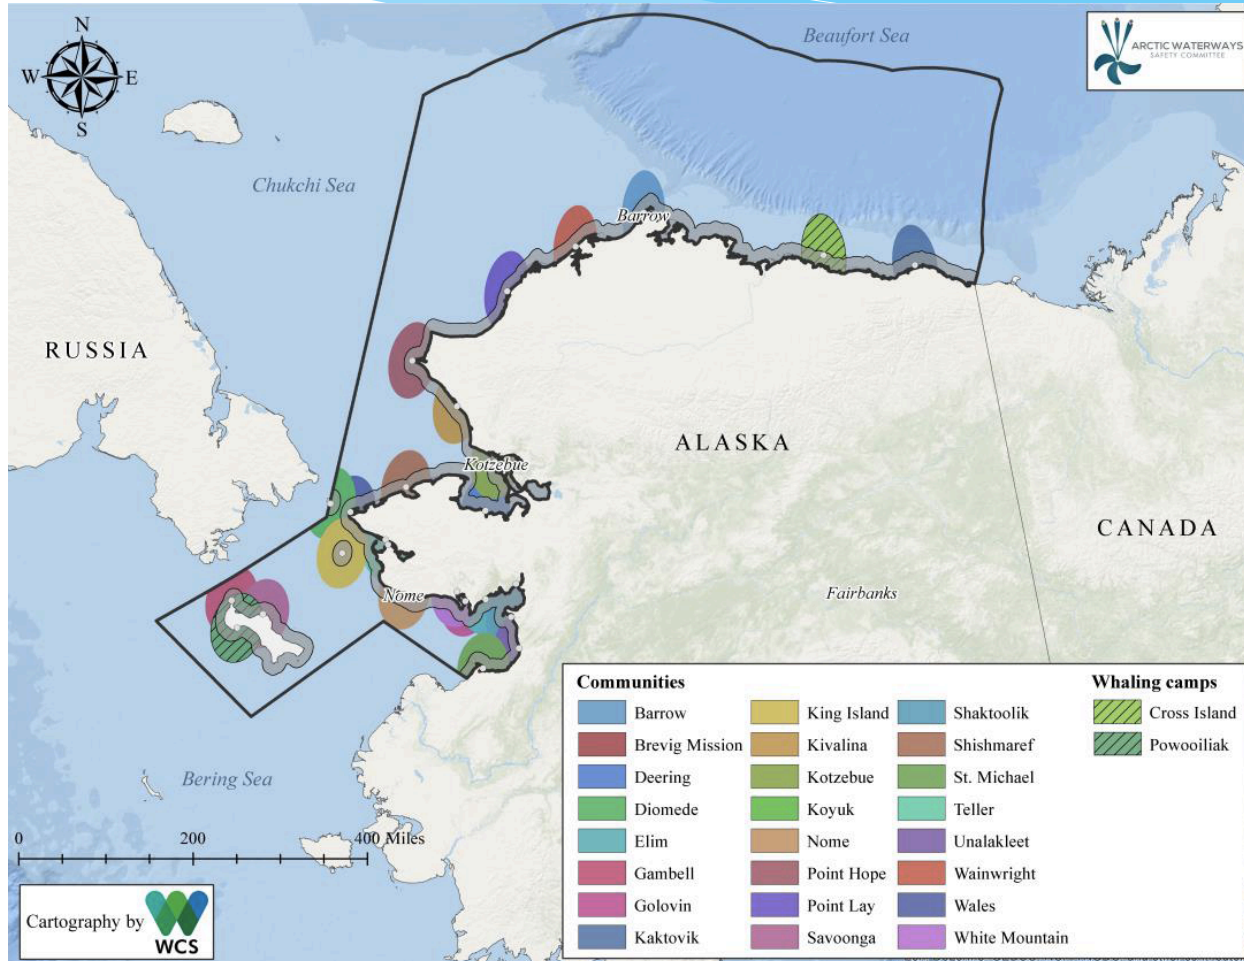 N
W E
S
Beaufort Sea
ARCTIC WATERWAYS
SAFETY COMMITTEE
Chukchi Sea
Barrow
RUSSIA
ALASKA
Kotzebue
CANADA
Nome
Fairbanks
Bering Sea
0 200 400 Miles
Cartography by
WCS
Communities
Barrow
Brevig Mission
Deering
Diomede
Elim
Gambell
Golovin
Kaktovik
King Island
Kivalina
Kotzebue
Koyuk
Nome
Point Hope
Point Lay
Savoonga
Shaktoolik
Shishmaref
St. Michael
Teller
Unalakleet
Wainwright
Wales
White Mountain
Whaling camps
Cross Island
Powooiliak